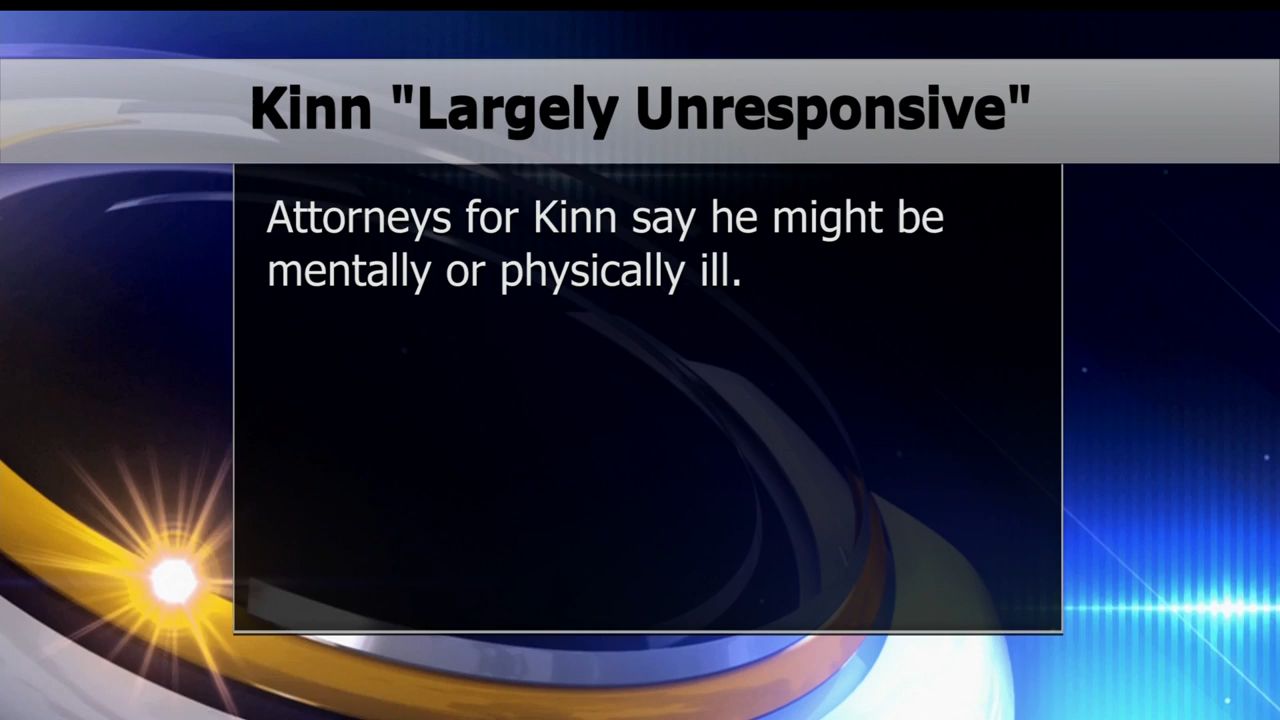 Kinn "Largely Unresponsive"
Attorneys for Kinn say he might be
mentally or physically ill.